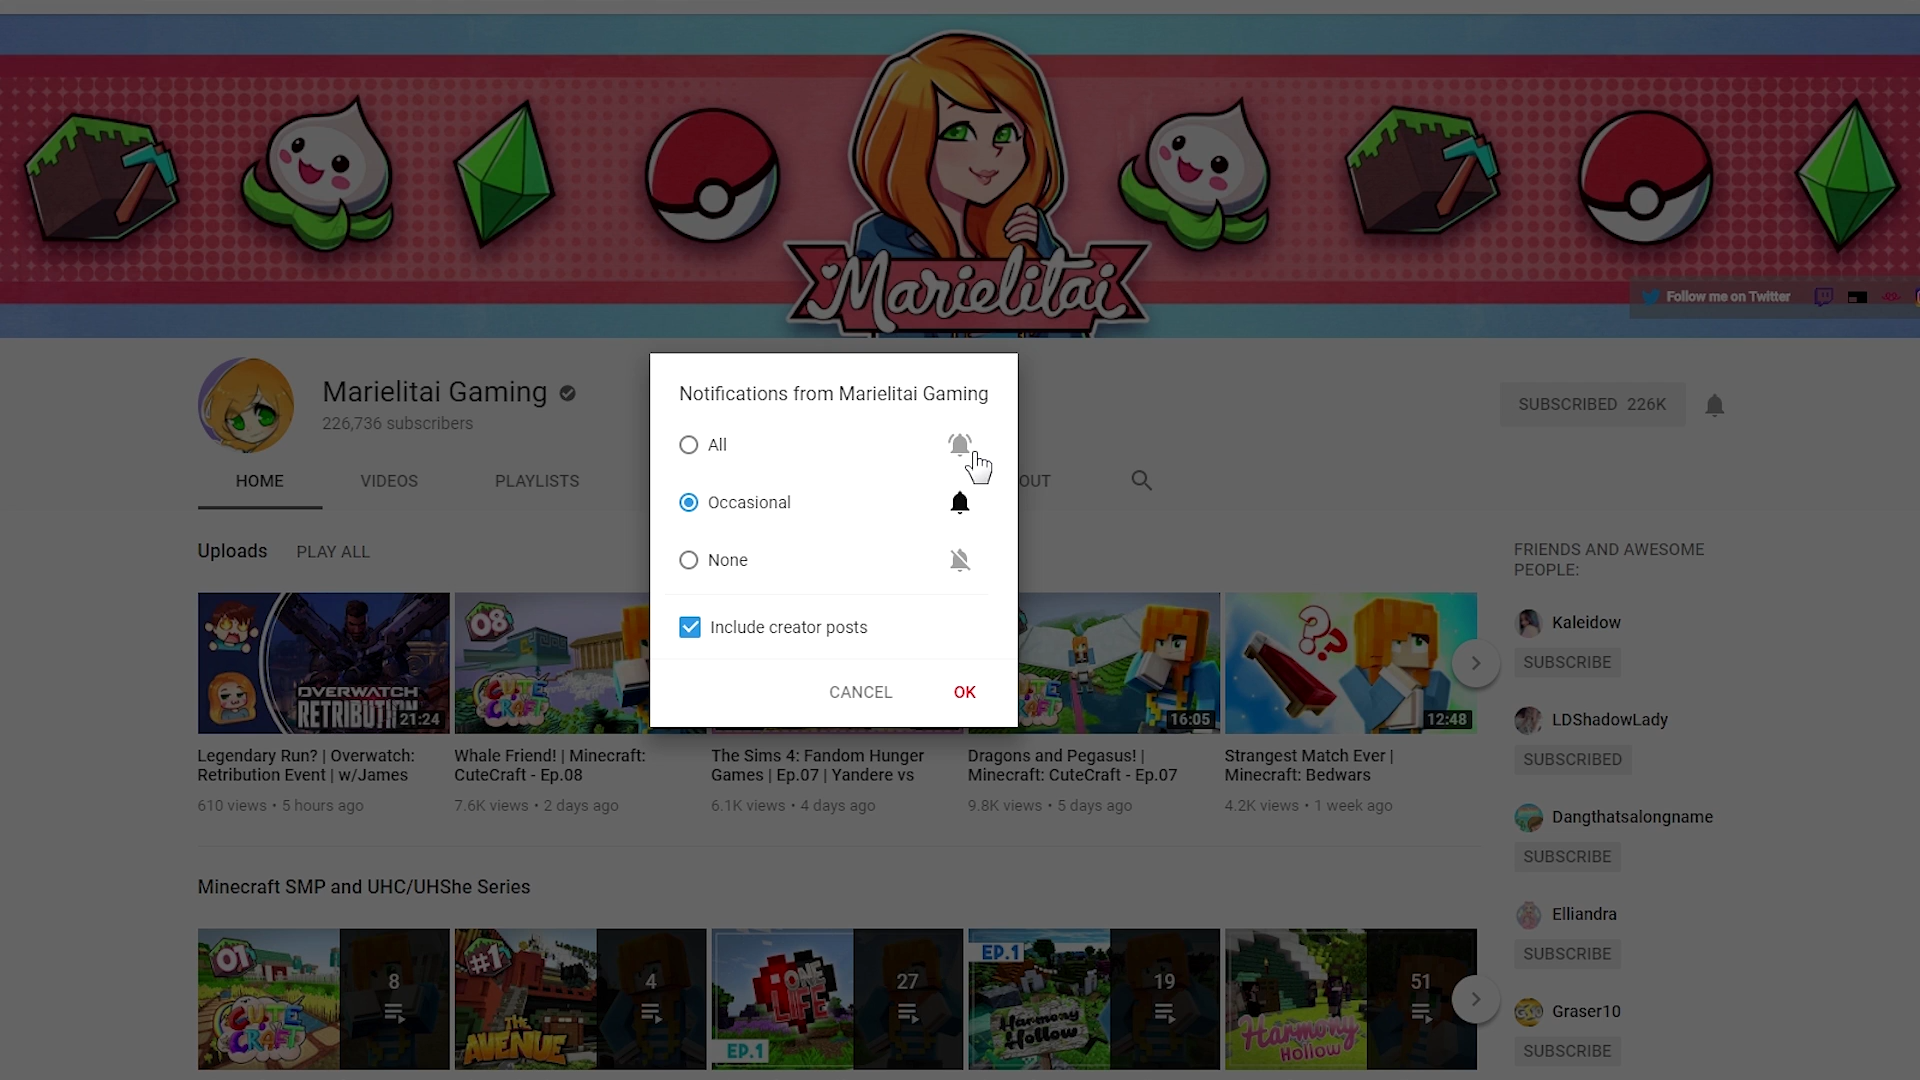 Marielitai
Follow me on Twitter
Marielitai Gaming
226,736 subscribers
SUBSCRIBED 226K
HOME
VIDEOS
PLAYLISTS
OUT
Notifications from Marielitai Gaming
All
Occasional
None
Include creator posts
CANCEL
OK
Uploads
PLAY ALL
OVERWATCH
RETRIBUTION
21:24
08
CUTE
CRAFT
16:05
??
12:48
Legendary Run? | Overwatch:
Retribution Event | w/James
610 views • 5 hours ago
Whale Friend! | Minecraft:
CuteCraft - Ep.08
7.6K views • 2 days ago
The Sims 4: Fandom Hunger
Games | Ep.07 | Yandere vs
6.1K views • 4 days ago
Dragons and Pegasus! |
Minecraft: CuteCraft - Ep.07
9.8K views • 5 days ago
Strangest Match Ever |
Minecraft: Bedwars
4.2K views • 1 week ago
Minecraft SMP and UHC/UHShe Series
01
CUTE
CRAFT
8
#1
THE
AVENUE
4
ONE
LIFE
EP.1
27
EP.1
Harmony
Hollow
19
Harmony
Hollow
51
FRIENDS AND AWESOME
PEOPLE:
Kaleidow
SUBSCRIBE
LDShadowLady
SUBSCRIBED
Dangthatsalongname
SUBSCRIBE
Elliandra
SUBSCRIBE
Graser10
SUBSCRIBE